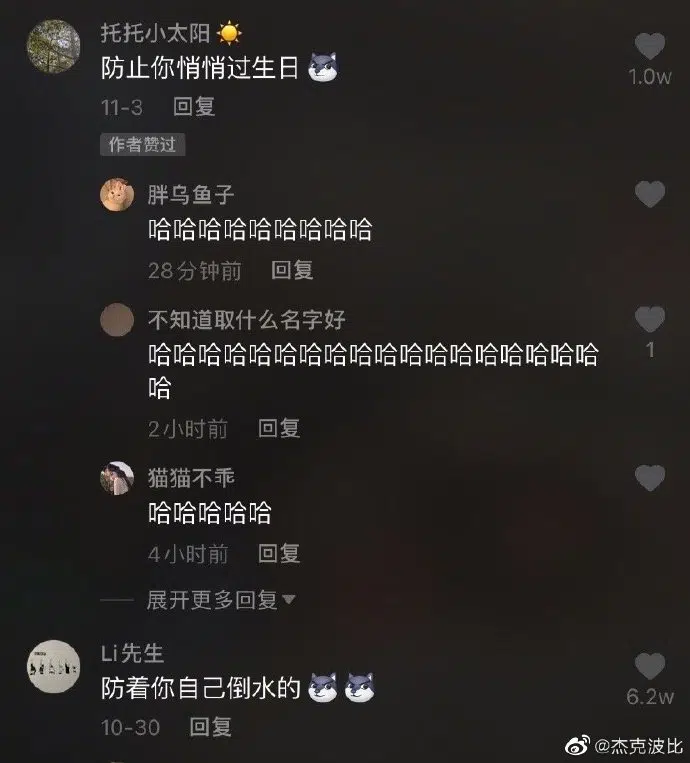 托托小太阳☀️
防止你悄悄过生日
11-3 回复
1.0w
作者赞过
胖乌鱼子
哈哈哈哈哈哈哈哈哈
28分钟前 回复
不知道取什么名字好
哈哈哈哈哈哈哈哈哈哈哈哈哈哈哈哈哈哈
哈
1
2小时前 回复
猫猫不乖
哈哈哈哈哈
4小时前 回复
展开更多回复
Li先生
防着你自己倒水的
10-30 回复
6.2w
@杰克波比